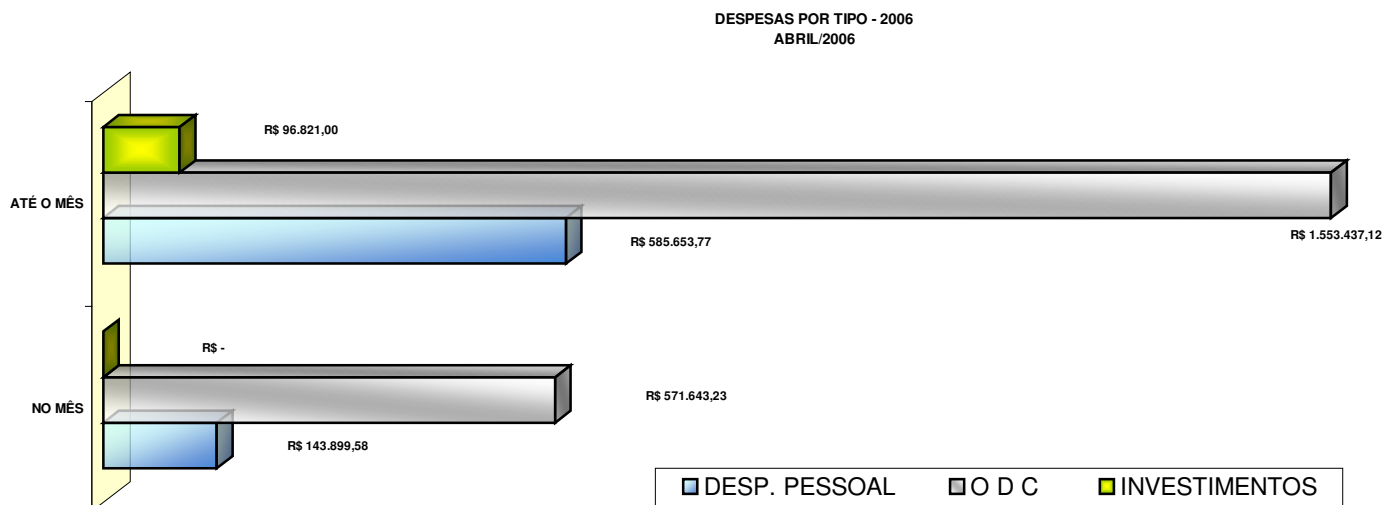 DESPESAS POR TIPO - 2006
ABRIL/2006
R$ 96.821,00
ATÉ O MÊS
R$ 1.553.437,12
R$ 585.653,77
R$ -
R$ 571.643,23
NO MÊS
R$ 143.899,58
DESP. PESSOAL O D C INVESTIMENTOS